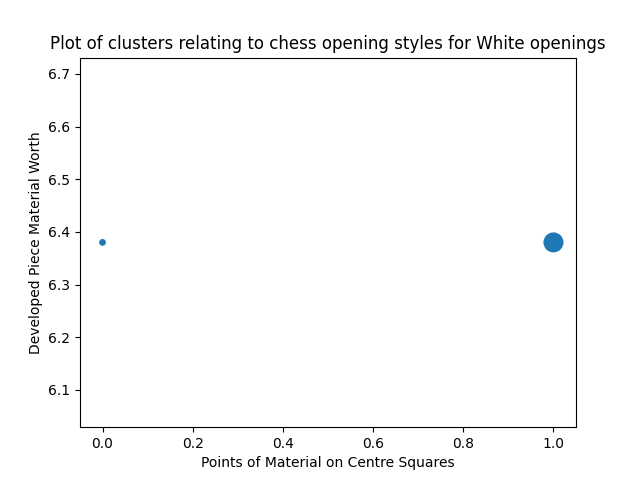 Plot of clusters relating to chess opening styles for White openings
6.7
6.6
6.5
6.4
6.3
6.2
6.1
Developed Piece Material Worth
0.0 0.2 0.4 0.6 0.8 1.0
Points of Material on Centre Squares